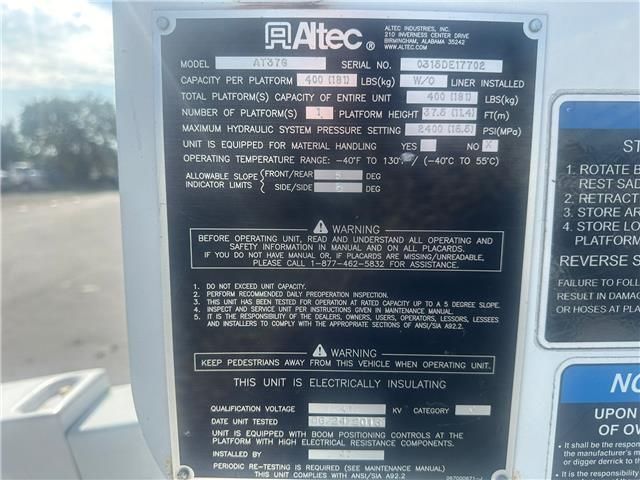 Altec®
ALTEC INDUSTRIES, INC.
210 INVERNESS CENTER DRIVE
BIRMINGHAM, ALABAMA 35242
WWW.ALTEC.COM
MODEL AT37G SERIAL NO. 0315DE17702
CAPACITY PER PLATFORM 400 (181) LBS(kg) W/O LINER INSTALLED
TOTAL PLATFORM(S) CAPACITY OF ENTIRE UNIT 400 (181) LBS(kg)
NUMBER OF PLATFORM(S) 1 PLATFORM HEIGHT 37.5 (11.4) FT(m)
MAXIMUM HYDRAULIC SYSTEM PRESSURE SETTING 2400 (16.5) PSI(MPa)
UNIT IS EQUIPPED FOR MATERIAL HANDLING YES NO X
OPERATING TEMPERATURE RANGE: -40°F TO 130°F (-40°C TO 55°C)
ALLOWABLE SLOPE INDICATOR LIMITS
FRONT/REAR 5 DEG
SIDE/SIDE 5 DEG
WARNING
BEFORE OPERATING UNIT, READ AND UNDERSTAND ALL OPERATING AND
SAFETY INFORMATION IN MANUAL AND ON ALL PLACARDS.
IF YOU DO NOT HAVE MANUAL OR, IF PLACARDS ARE MISSING/UNREADABLE,
PLEASE CALL 1-877-462-5832 FOR ASSISTANCE.
1. DO NOT EXCEED UNIT CAPACITY.
2. PERFORM RECOMMENDED DAILY PREOPERATION INSPECTION.
3. THIS UNIT HAS BEEN TESTED FOR OPERATION AT RATED CAPACITY UP TO A 5 DEGREE SLOPE.
4. INSPECT AND SERVICE UNIT PER INSTRUCTIONS GIVEN IN MAINTENANCE MANUAL.
5. IT IS THE RESPONSIBILITY OF THE DEALERS, OWNERS, USERS, OPERATORS, LESSORS, LESSEES
AND INSTALLERS TO COMPLY WITH THE APPROPRIATE SECTIONS OF ANSI/SIA A92.2.
WARNING
KEEP PEDESTRIANS AWAY FROM THIS VEHICLE WHEN OPERATING UNIT.
THIS UNIT IS ELECTRICALLY INSULATING
QUALIFICATION VOLTAGE KV CATEGORY
DATE UNIT TESTED
UNIT IS EQUIPPED WITH BOOM POSITIONING CONTROLS AT THE
PLATFORM WITH HIGH ELECTRICAL RESISTANCE COMPONENTS.
INSTALLED BY
PERIODIC RE-TESTING IS REQUIRED (SEE MAINTENANCE MANUAL)
THIS UNIT COMPLIES WITH ANSI/SIA A92.2
ST
1. ROTATE B
REST SAD
2. RETRACT
3. STORE AR
4. STORE LO
PLATFORM
REVERSE S
FAILURE TO FOLLOW
RESULT IN DAMAG
OR HOSES AT PLA
NO
UPON
OF OW
• It shall be the respon
the manufacturer's m
or digger derrick to th
• It is the responsibility